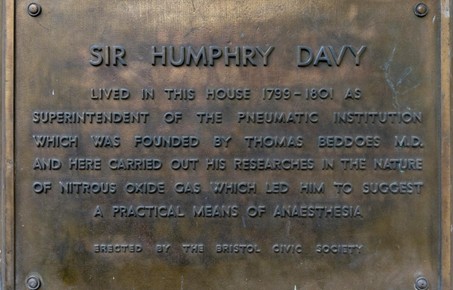 SIR HUMPHRY DAVY
LIVED IN THIS HOUSE 1799-1801 AS
SUPERINTENDENT OF THE PNEUMATIC INSTITUTION
WHICH WAS FOUNDED BY THOMAS BEDDOES M.D.
AND HERE CARRIED OUT HIS RESEARCHES IN THE NATURE
OF NITROUS OXIDE GAS WHICH LED HIM TO SUGGEST
A PRACTICAL MEANS OF ANAESTHESIA
ERECTED BY THE BRISTOL CIVIC SOCIETY